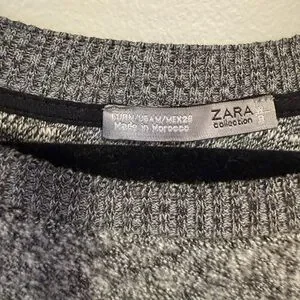 EUR M/USA M/MEX 28
Made in Morocco
ZARA
collection